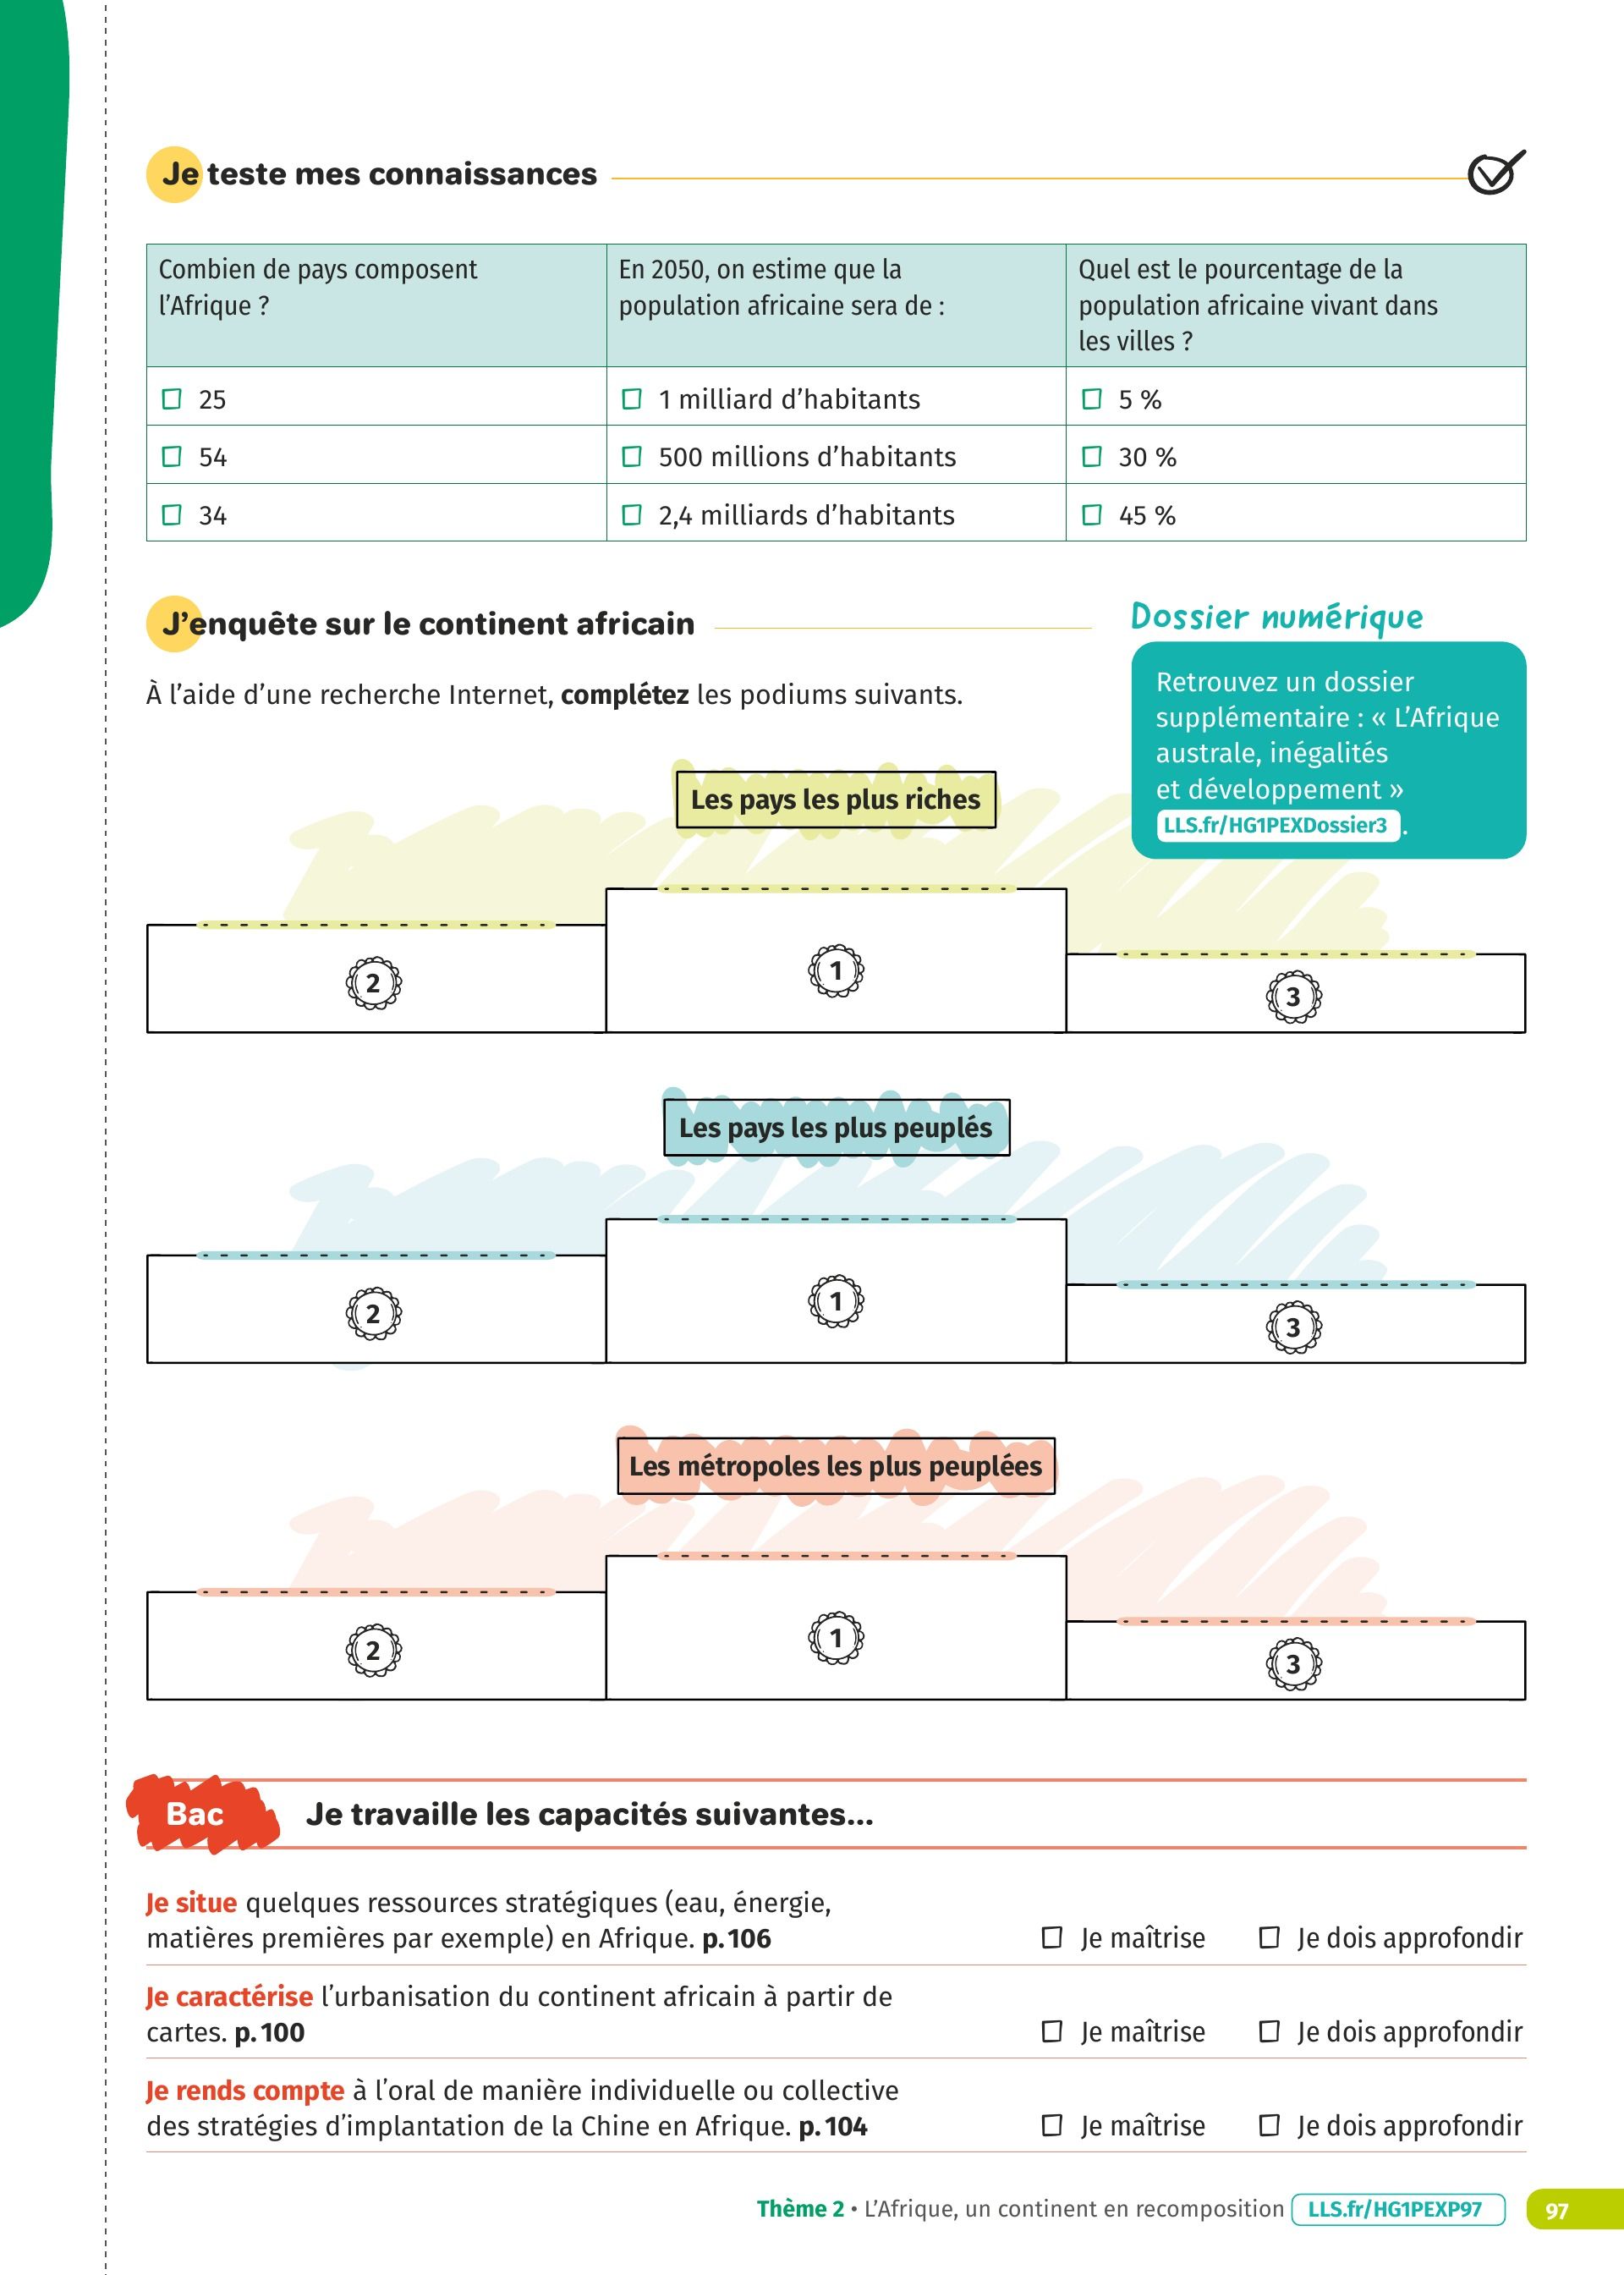 Je teste mes connaissances
Combien de pays composent
l’Afrique ?
En 2050, on estime que la
population africaine sera de :
Quel est le pourcentage de la
population africaine vivant dans
les villes ?
25
1 milliard d’habitants
5 %
54
500 millions d’habitants
30 %
34
2,4 milliards d’habitants
45 %
J’enquête sur le continent africain
À l’aide d’une recherche Internet, complétez les podiums suivants.
Dossier numérique
Retrouvez un dossier
supplémentaire : « L’Afrique
australe, inégalités
et développement »
LLS.fr/HG1PEXDossier3 .
Les pays les plus riches
2
1
3
Les pays les plus peuplés
2
1
3
Les métropoles les plus peuplées
2
1
3
Bac
Je travaille les capacités suivantes...
Je situe quelques ressources stratégiques (eau, énergie,
matières premières par exemple) en Afrique. p. 106
Je maîtrise
Je dois approfondir
Je caractérise l’urbanisation du continent africain à partir de
cartes. p. 100
Je maîtrise
Je dois approfondir
Je rends compte à l’oral de manière individuelle ou collective
des stratégies d’implantation de la Chine en Afrique. p. 104
Je maîtrise
Je dois approfondir
Thème 2 • L’Afrique, un continent en recomposition LLS.fr/HG1PEXP97 97